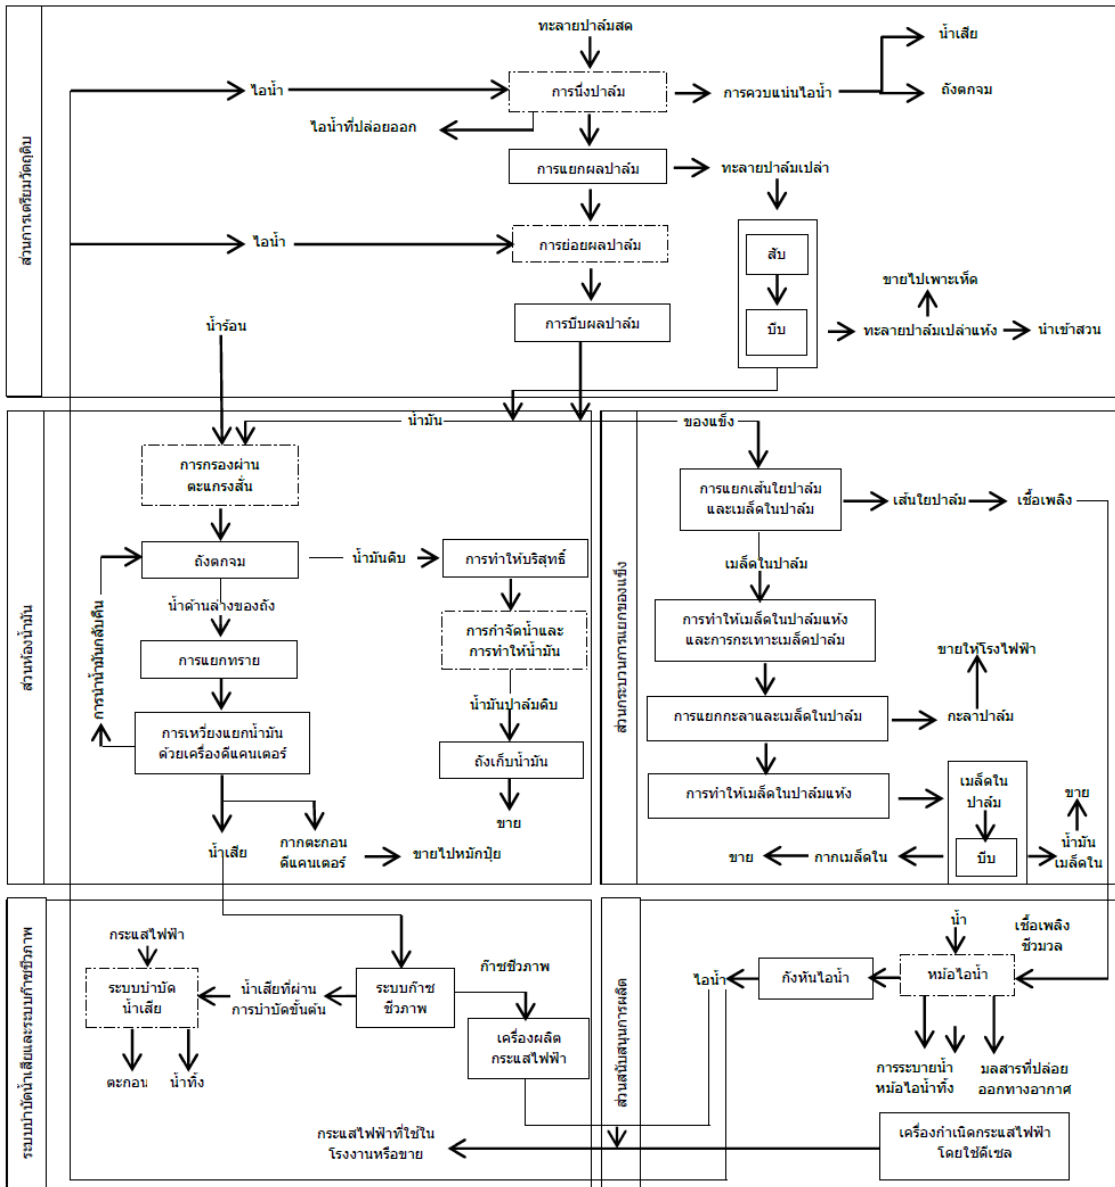 ส่วนการเตรียมวัตถุดิบ
ทะลายปาล์มสด
น้ำเสีย
ไอน้ำ
การนึ่งปาล์ม
การควบแน่นไอน้ำ
ถังตกจม
ไอน้ำที่ปล่อยออก
การแยกผลปาล์ม
ทะลายปาล์มเปล่า
ไอน้ำ
การย่อยผลปาล์ม
สับ
ขายไปเพาะเห็ด
น้ำร้อน
การบีบผลปาล์ม
บีบ
ทะลายปาล์มเปล่าแห้ง
นำเข้าสวน
ส่วนห้องน้ำมัน
น้ำมัน
การกรองผ่าน
ตะแกรงสั่น
ถังตกจม
น้ำมันดิบ
การทำให้บริสุทธิ์
น้ำด้านล่างของถัง
การนำน้ำมันกลับคืน
การกำจัดน้ำและ
การทำให้น้ำมัน
การแยกทราย
น้ำมันปาล์มดิบ
การเหวี่ยงแยกน้ำมัน
ด้วยเครื่องดีแคนเตอร์
ถังเก็บน้ำมัน
ขาย
น้ำเสีย
กากตะกอน
ดีแคนเตอร์
ขายไปหมักปุ๋ย
ส่วนกระบวนการแยกของแข็ง
ของแข็ง
การแยกเส้นใยปาล์ม
และเมล็ดในปาล์ม
เส้นใยปาล์ม
เชื้อเพลิง
เมล็ดในปาล์ม
การทำให้เมล็ดในปาล์มแห้ง
และการกะเทาะเมล็ดปาล์ม
ขายให้โรงไฟฟ้า
การแยกกะลาและเมล็ดในปาล์ม
กะลาปาล์ม
การทำให้เมล็ดในปาล์มแห้ง
เมล็ดใน
ปาล์ม
ขาย
ขาย
กากเมล็ดใน
บีบ
น้ำมัน
เมล็ดใน
ระบบบำบัดน้ำเสียและระบบก๊าซชีวภาพ
กระแสไฟฟ้า
ก๊าซชีวภาพ
ระบบบำบัด
น้ำเสีย
น้ำเสียที่ผ่าน
การบำบัดขั้นต้น
ระบบก๊าซ
ชีวภาพ
เครื่องผลิต
กระแสไฟฟ้า
ตะกอน
น้ำทิ้ง
กระแสไฟฟ้าที่ใช้ใน
โรงงานหรือขาย
ส่วนสนับสนุนการผลิต
น้ำ
เชื้อเพลิง
ชีวมวล
ไอน้ำ
กังหันไอน้ำ
หม้อไอน้ำ
การระบายน้ำ
หม้อไอน้ำทิ้ง
มลสารที่ปล่อย
ออกทางอากาศ
เครื่องกำเนิดกระแสไฟฟ้า
โดยใช้ดีเซล